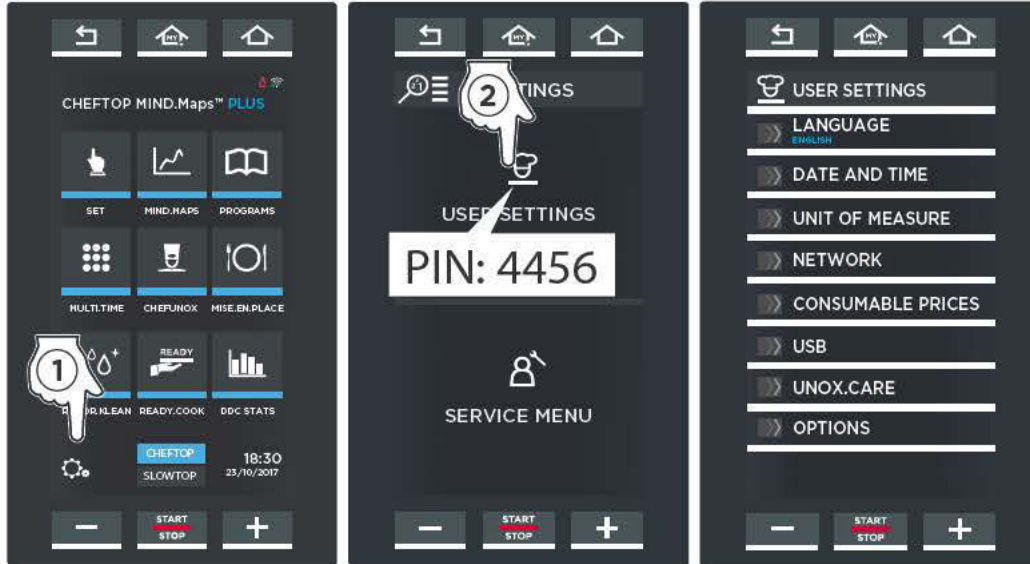 MY
CHEFTOP MIND.Maps™ PLUS
SET
MIND.MAPS
PROGRAMS
MULTI.TIME
CHEFUNOX
MISE.EN.PLACE
1
READY
KLEAN
READY.COOK
DDC STATS
CHEFTOP
SLOWTOP
18:30
23/10/2017
START
STOP
MY
TINGS
2
USER SETTINGS
PIN: 4456
SERVICE MENU
START
STOP
MY
USER SETTINGS
LANGUAGE
ENGLISH
DATE AND TIME
UNIT OF MEASURE
NETWORK
CONSUMABLE PRICES
USB
UNOX.CARE
OPTIONS
START
STOP